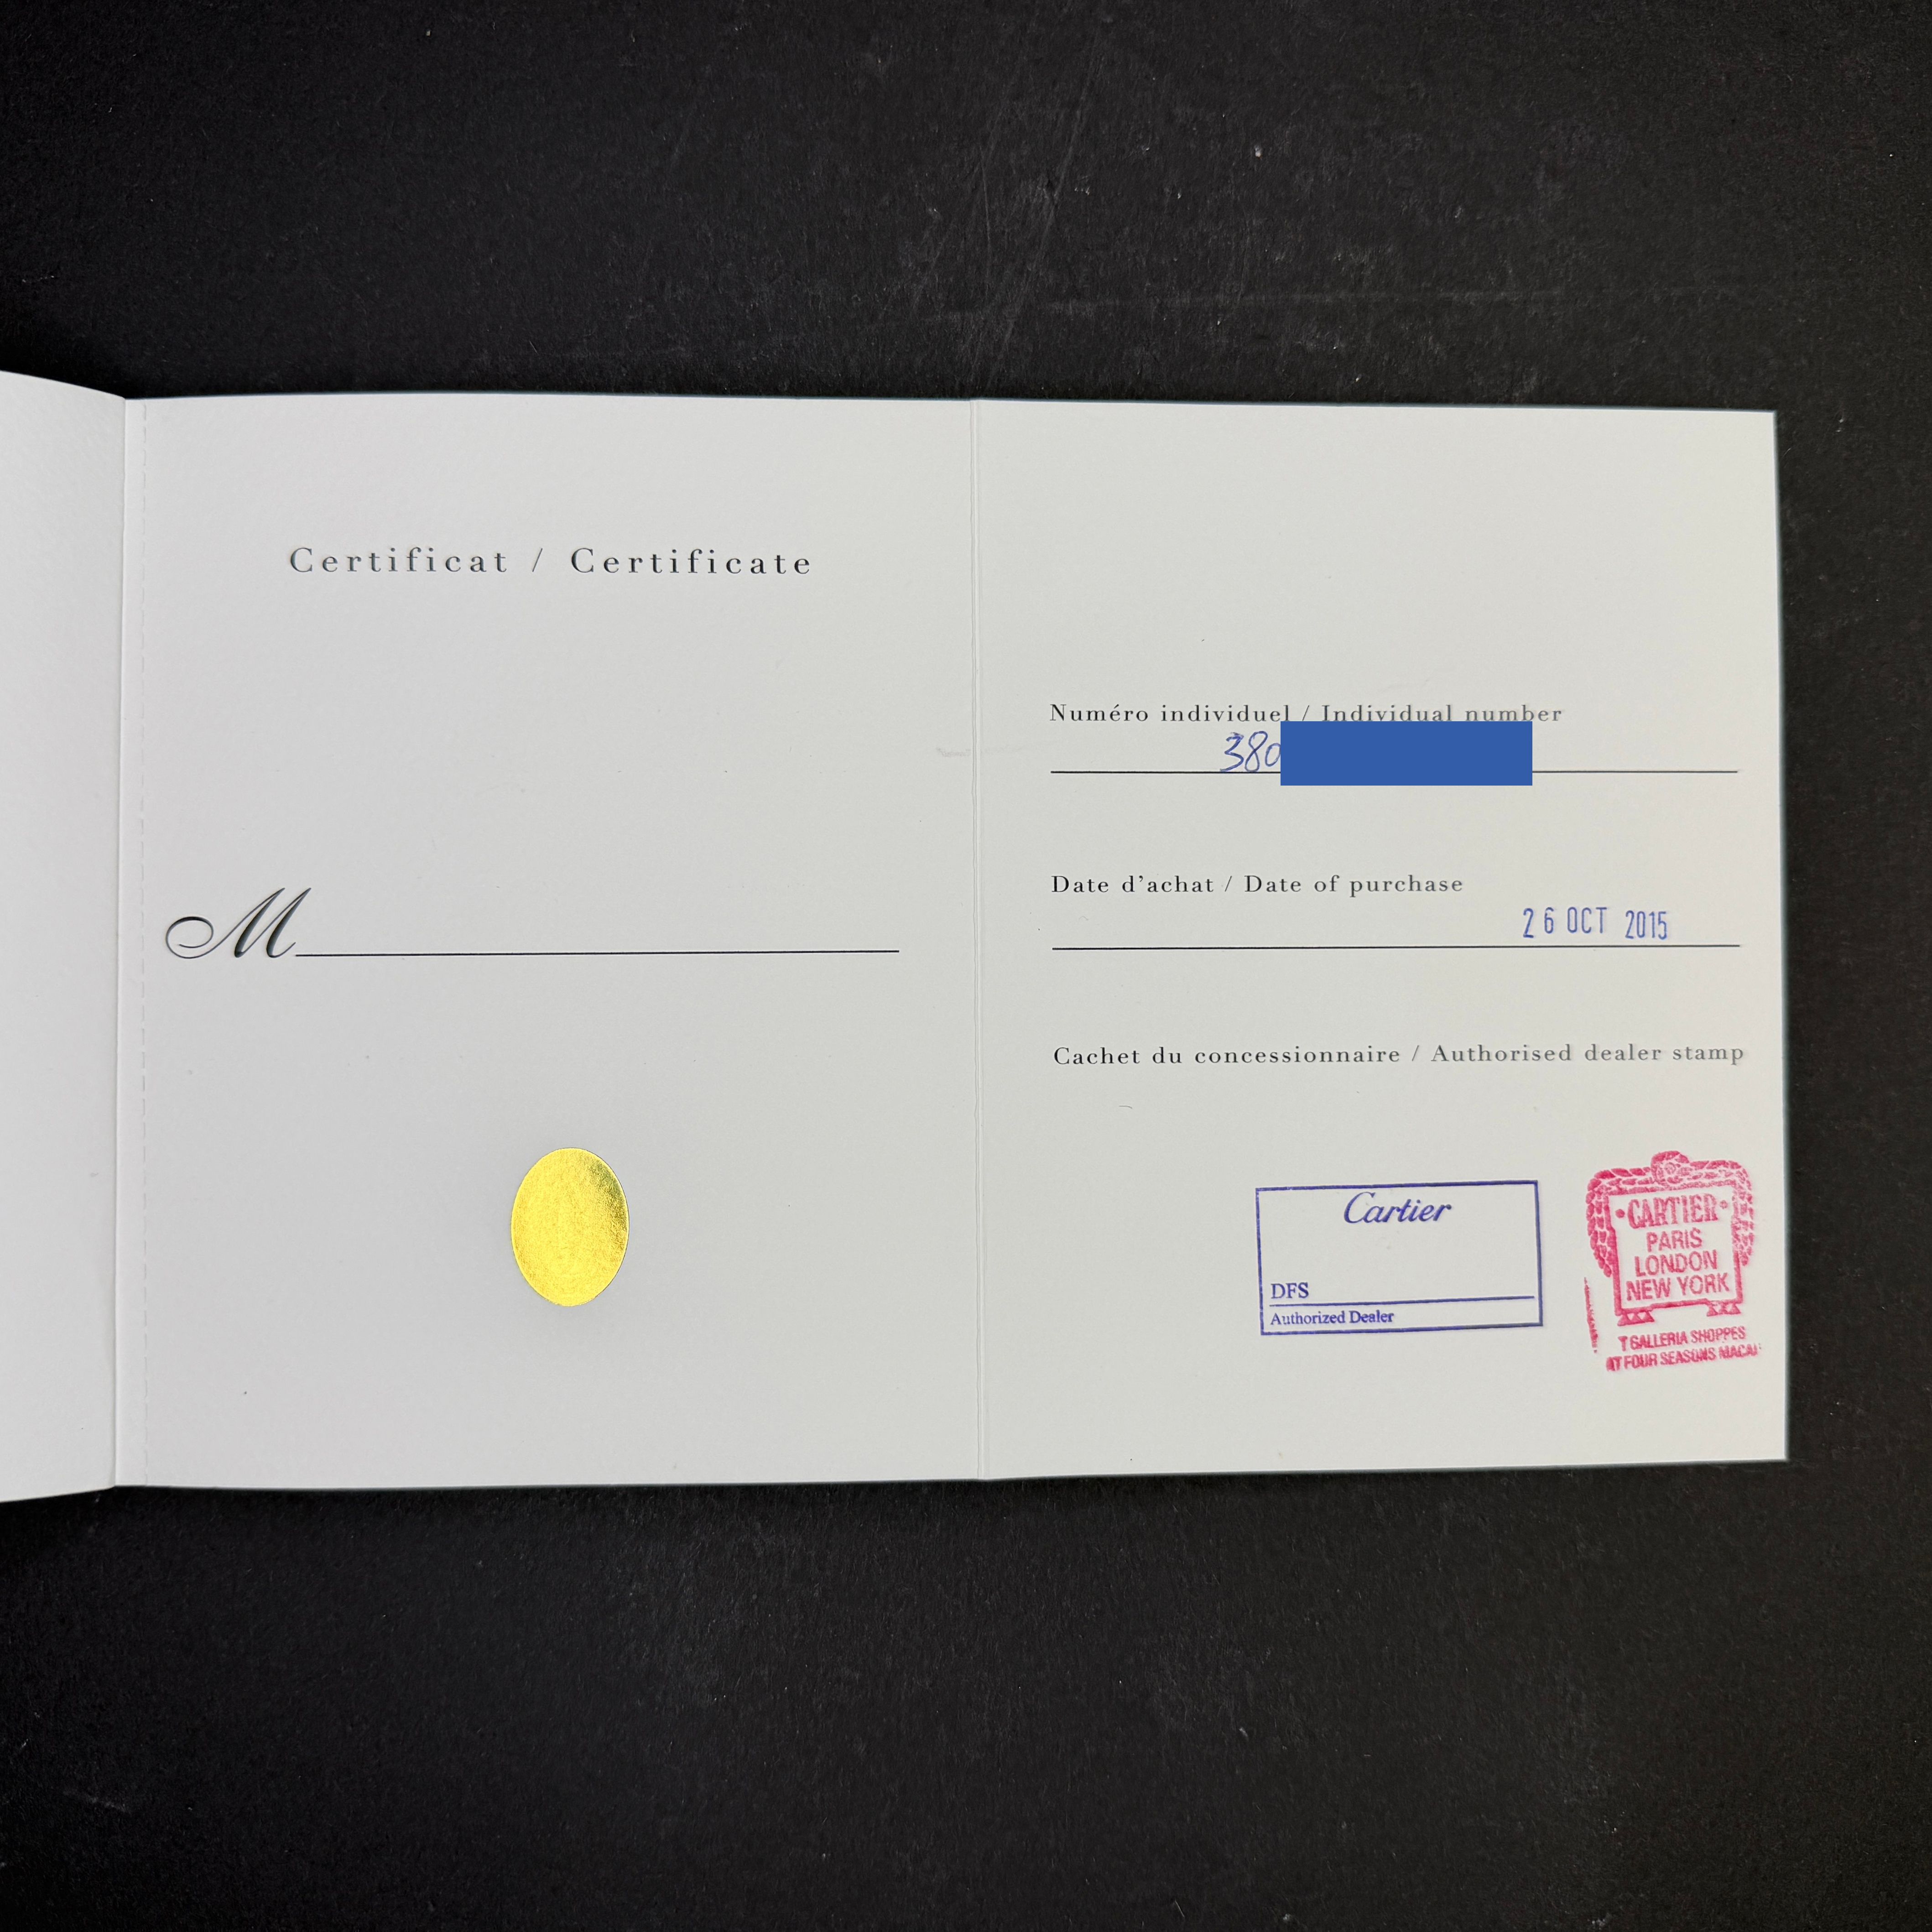 Certificat / Certificate
M
Numéro individuel / Individual number
380
Date d'achat / Date of purchase
26 OCT 2015
Cachet du concessionnaire / Authorised dealer stamp
Cartier
DFS
Authorized Dealer
CARTIER
PARIS
LONDON
NEW YORK
T GALLERIA SHOPPES
AT FOUR SEASONS MACAU